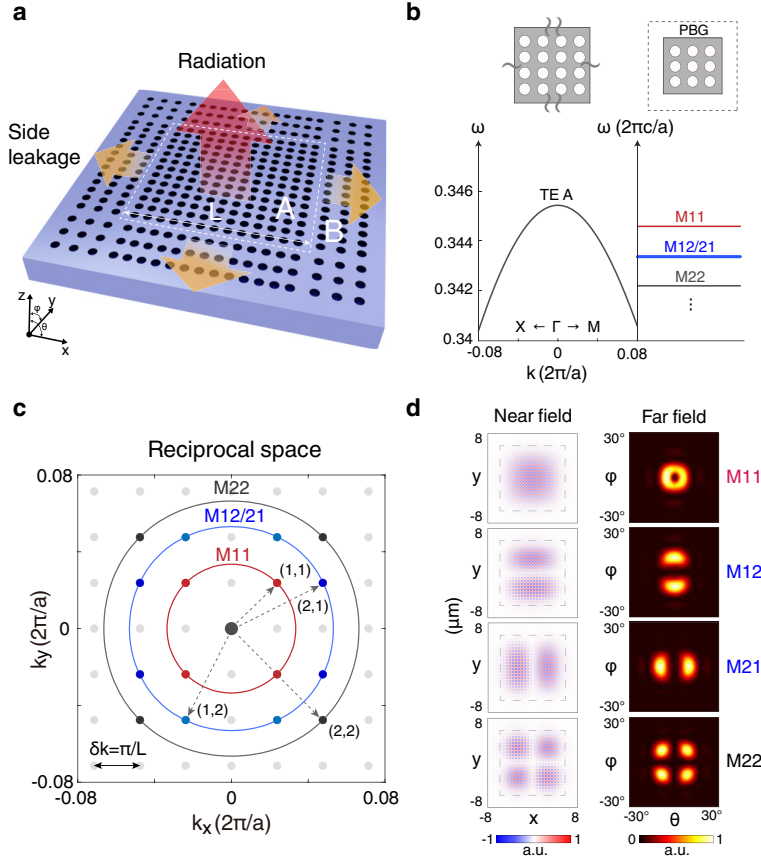 a
Radiation
Side
leakage
L
A
B
z
y
φ
θ
x
b
PBG
ω
ω (2πc/a)
0.346
0.344
0.342
0.34
TE A
X ← Γ → M
-0.08
0
0.08
k (2π/a)
M11
M12/21
M22
⋮
c
Reciprocal space
0.08
0
-0.08
ky (2π/a)
M22
M12/21
M11
(1,1)
(2,1)
(1,2)
(2,2)
δk=π/L
-0.08
0
0.08
kx (2π/a)
d
Near field
Far field
8
y
-8
30°
φ
-30°
M11
8
y
-8
30°
φ
-30°
M12
(μm)
8
y
-8
30°
φ
-30°
M21
8
y
-8
30°
φ
-30°
M22
-8
x
8
-30°
θ
30°
-1
1
a.u.
0
1
a.u.